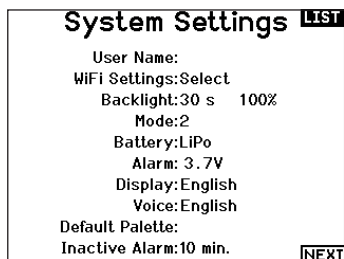 System Settings LIST
User Name:
WiFi Settings:Select
Backlight:30 s 100%
Mode:2
Battery:LiPo
Alarm: 3.7V
Display:English
Voice:English
Default Palette:
Inactive Alarm:10 min.
NEXT